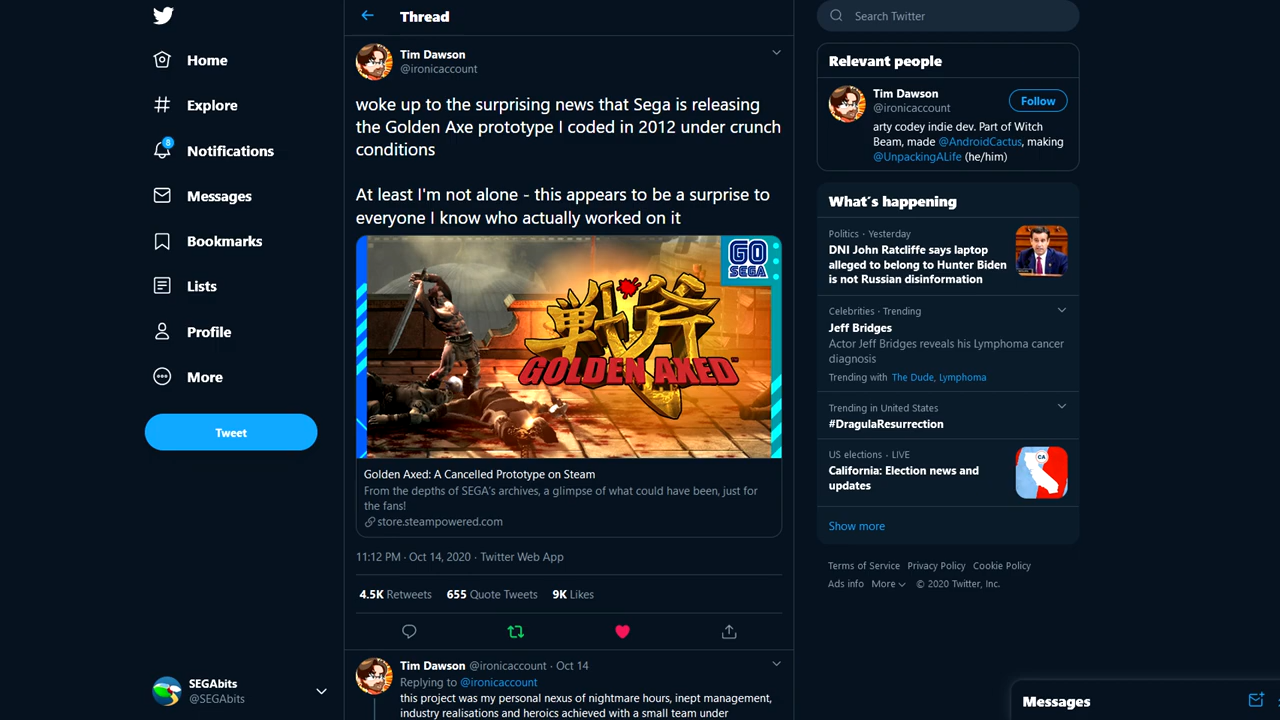 Home
Explore
8
Notifications
Messages
Bookmarks
Lists
Profile
More
Tweet
SEGAbits
@SEGAbits
Thread
Tim Dawson
@ironicaccount
woke up to the surprising news that Sega is releasing
the Golden Axe prototype I coded in 2012 under crunch
conditions
At least I'm not alone - this appears to be a surprise to
everyone I know who actually worked on it
GO
SEGA
戦斧
GOLDEN AXED™
Golden Axed: A Cancelled Prototype on Steam
From the depths of SEGA's archives, a glimpse of what could have been, just for
the fans!
store.steampowered.com
11:12 PM · Oct 14, 2020 · Twitter Web App
4.5K Retweets 655 Quote Tweets 9K Likes
Tim Dawson @ironicaccount · Oct 14
Replying to @ironicaccount
this project was my personal nexus of nightmare hours, inept management,
industry realisations and heroics achieved with a small team under
Search Twitter
Relevant people
Tim Dawson
@ironicaccount
Follow
arty codey indie dev. Part of Witch
Beam, made @AndroidCactus, making
@UnpackingALife (he/him)
What´s happening
Politics · Yesterday
DNI John Ratcliffe says laptop
alleged to belong to Hunter Biden
is not Russian disinformation
Celebrities · Trending
Jeff Bridges
Actor Jeff Bridges reveals his Lymphoma cancer
diagnosis
Trending with The Dude, Lymphoma
Trending in United States
#DragulaResurrection
US elections · LIVE
California: Election news and
updates
CA
Show more
Terms of Service Privacy Policy Cookie Policy
Ads info More © 2020 Twitter, Inc.
Messages